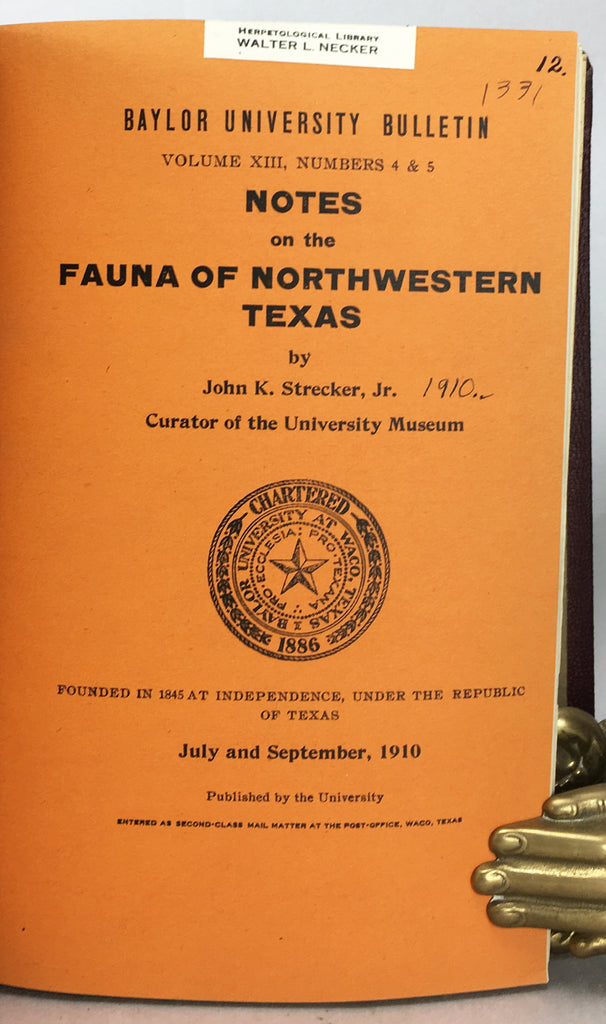 HERPETOLOGICAL LIBRARY
WALTER L. NECKER
12.
1331
BAYLOR UNIVERSITY BULLETIN
VOLUME XIII, NUMBERS 4 & 5
NOTES
on the
FAUNA OF NORTHWESTERN
TEXAS
by
John K. Strecker, Jr. 1910.
Curator of the University Museum
CHARTERED
BAYLOR UNIVERSITY AT WACO, TEXAS
PRO ECCLESIA: PRO TEXANA
1886
FOUNDED IN 1845 AT INDEPENDENCE, UNDER THE REPUBLIC
OF TEXAS
July and September, 1910
Published by the University
ENTERED AS SECOND-CLASS MAIL MATTER AT THE POST-OFFICE, WACO, TEXAS